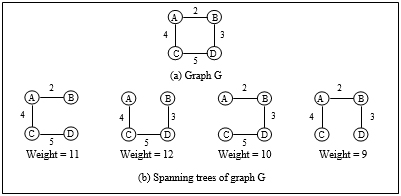 A 2 B
4 3
C 5 D
(a) Graph G
A 2 B
4
C 5 D
Weight = 11
A B
4 3
C 5 D
Weight = 12
A 2 B
3
C 5 D
Weight = 10
A 2 B
4 3
C D
Weight = 9
(b) Spanning trees of graph G